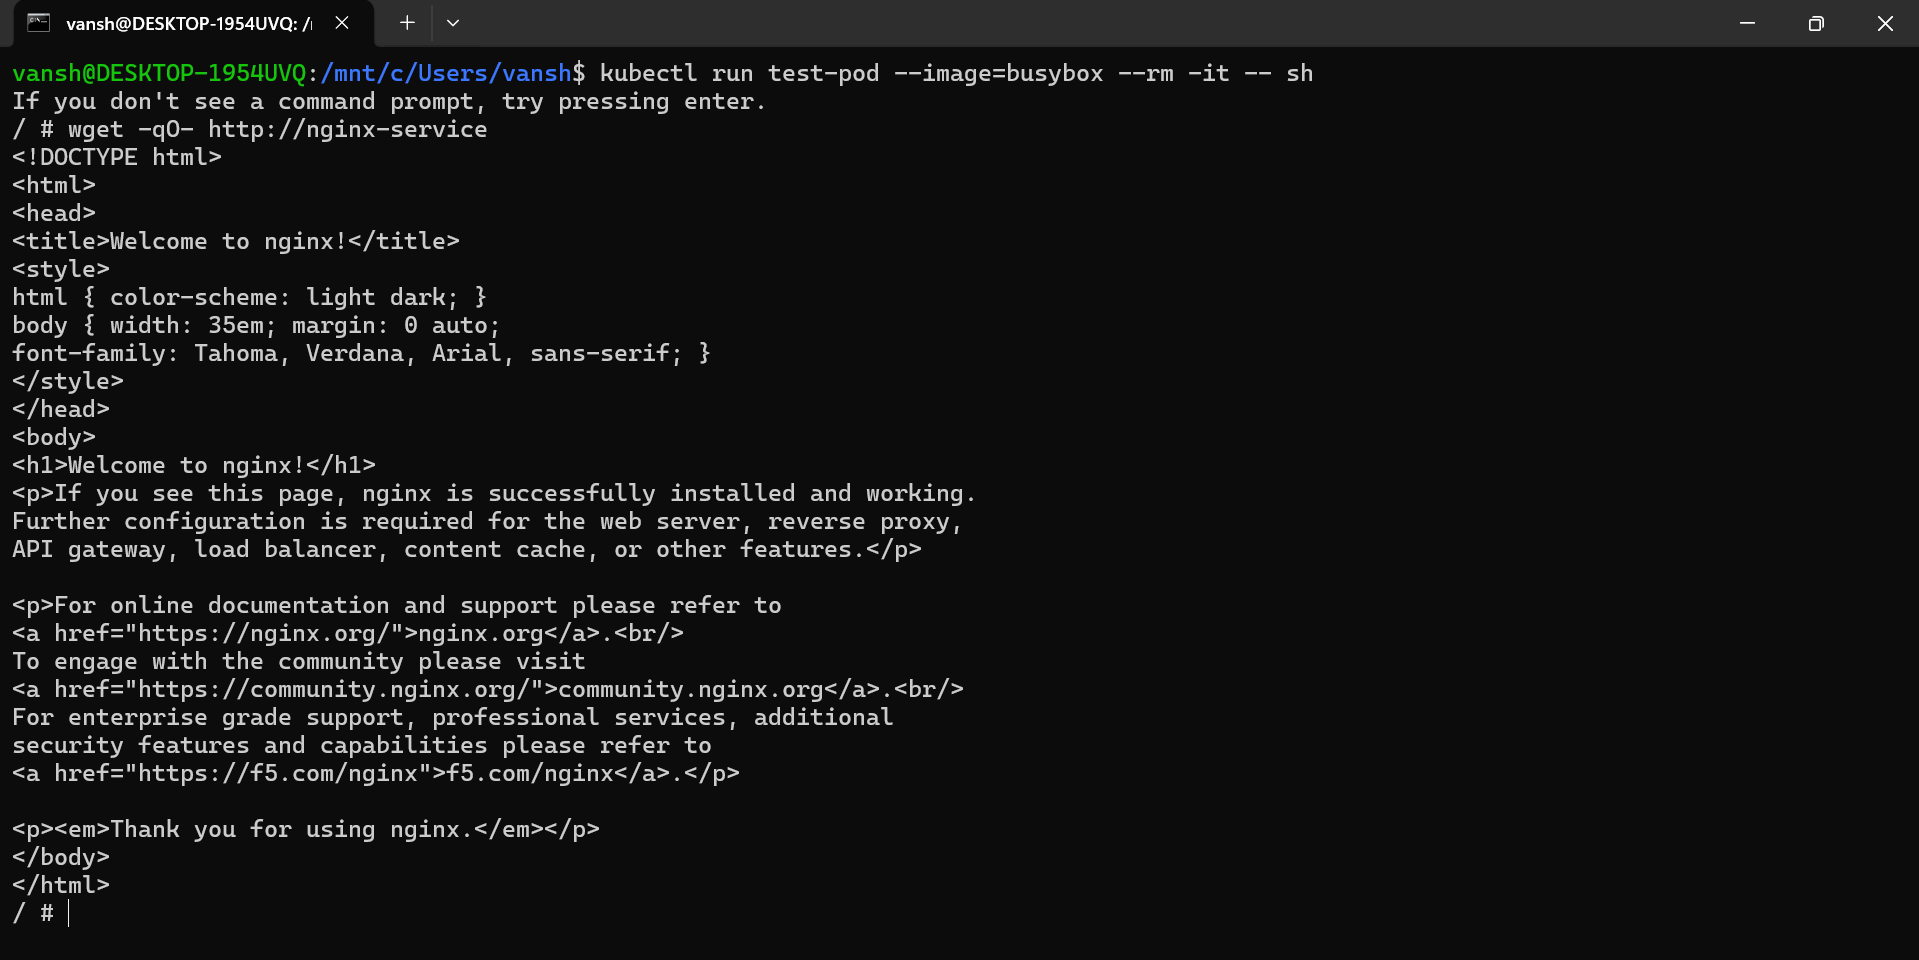 vansh@DESKTOP-1954UVQ: /
vansh@DESKTOP-1954UVQ:/mnt/c/Users/vansh$ kubectl run test-pod --image=busybox --rm -it -- sh
If you don't see a command prompt, try pressing enter.
/ # wget -qO- http://nginx-service
<!DOCTYPE html>
<html>
<head>
<title>Welcome to nginx!</title>
<style>
html { color-scheme: light dark; }
body { width: 35em; margin: 0 auto;
font-family: Tahoma, Verdana, Arial, sans-serif; }
</style>
</head>
<body>
<h1>Welcome to nginx!</h1>
<p>If you see this page, nginx is successfully installed and working.
Further configuration is required for the web server, reverse proxy,
API gateway, load balancer, content cache, or other features.</p>

<p>For online documentation and support please refer to
<a href="https://nginx.org/">nginx.org</a>.<br/>
To engage with the community please visit
<a href="https://community.nginx.org/">community.nginx.org</a>.<br/>
For enterprise grade support, professional services, additional
security features and capabilities please refer to
<a href="https://f5.com/nginx">f5.com/nginx</a>.</p>

<p><em>Thank you for using nginx.</em></p>
</body>
</html>
/ #